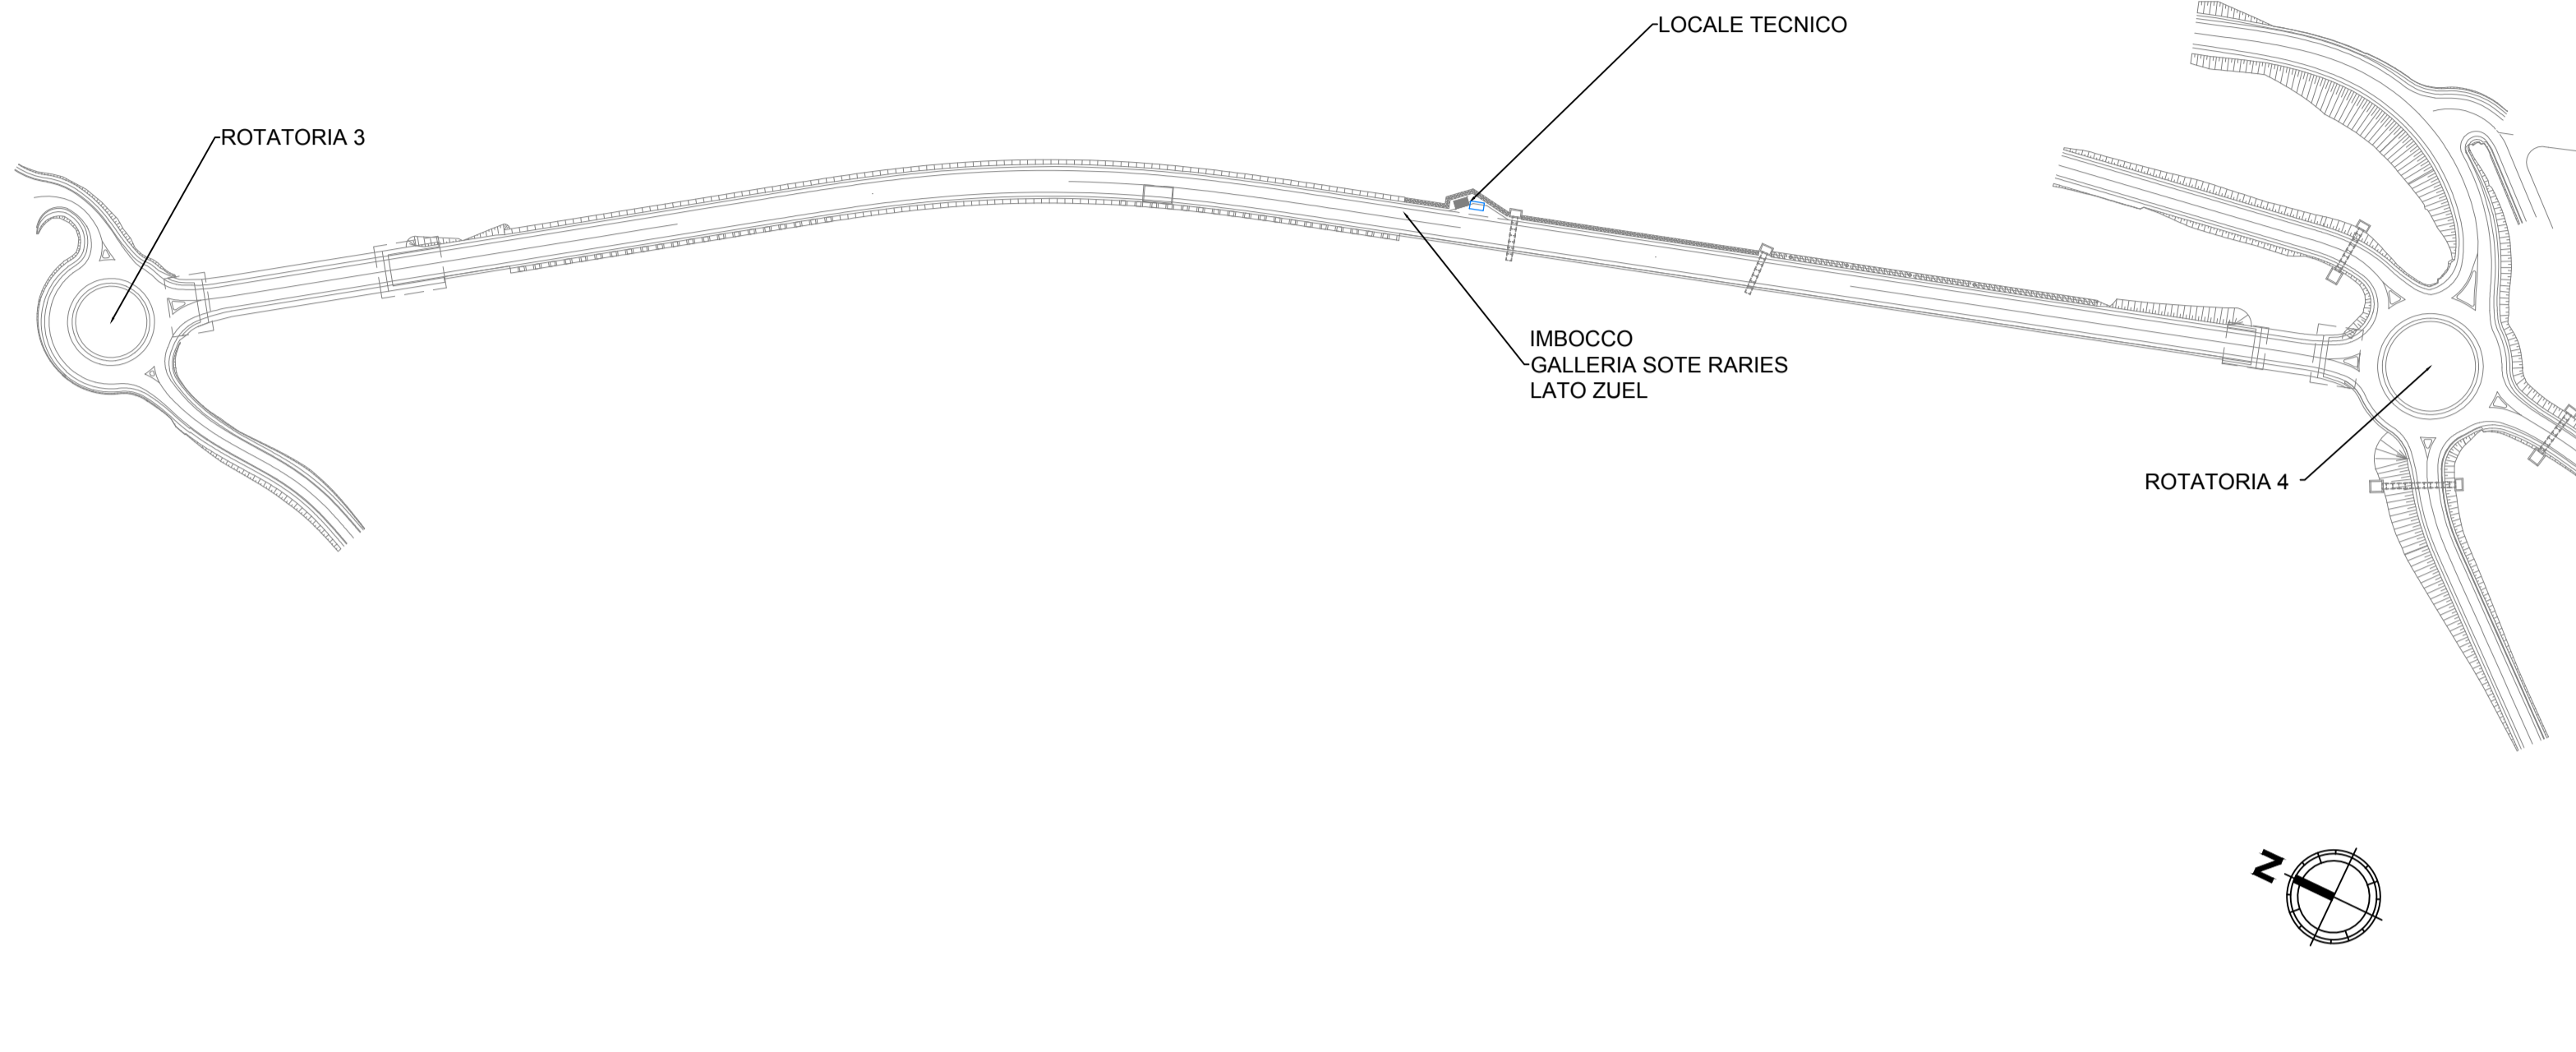 LOCALE TECNICO
ROTATORIA 3
IMBOCCO
GALLERIA SOTE RARIES
LATO ZUEL
ROTATORIA 4
N